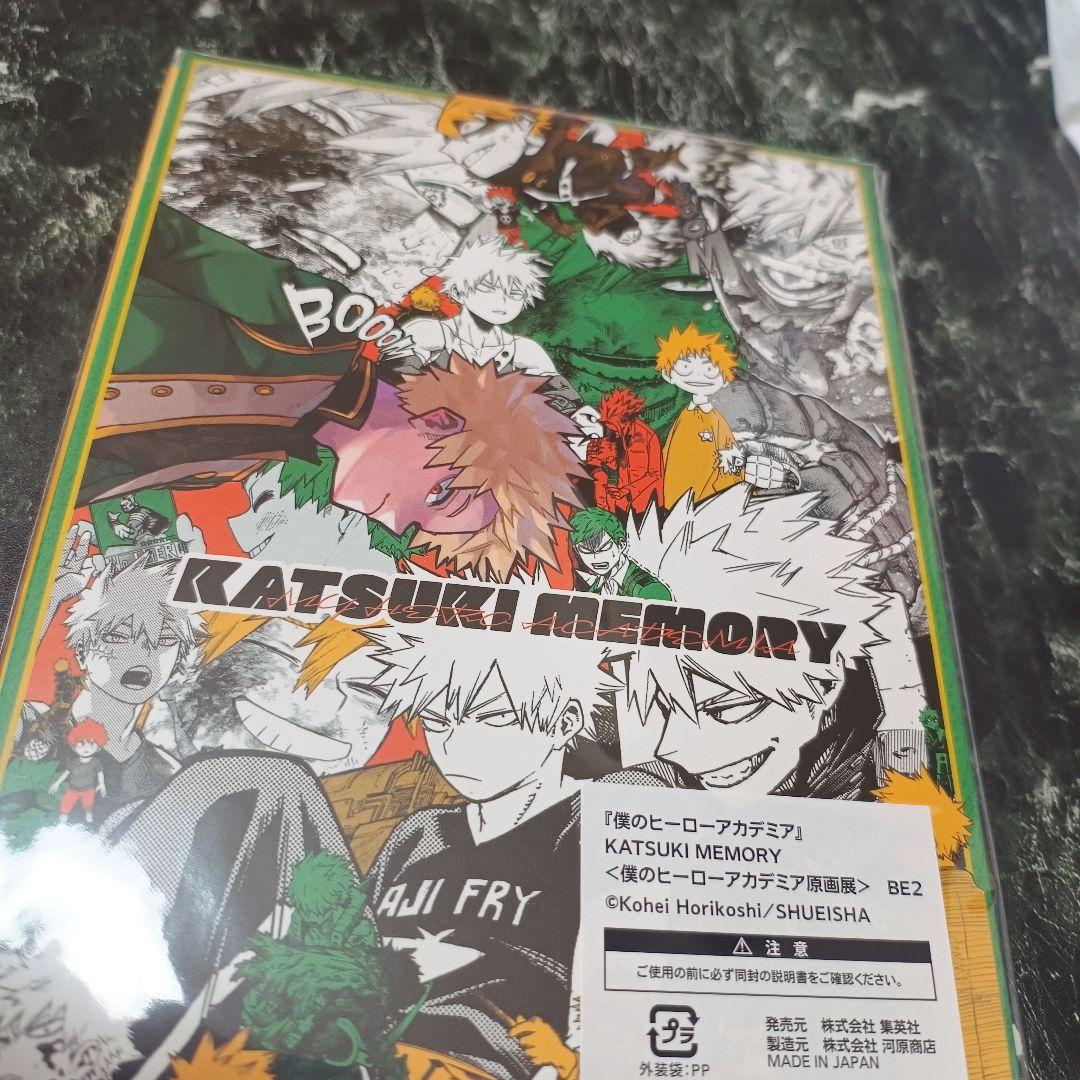 BOOOM
KATSUKI MEMORY
AJI FRY
『僕のヒーローアカデミア』
KATSUKI MEMORY
<僕のヒーローアカデミア原画展> BE2
©Kohei Horikoshi/SHUEISHA
⚠ 注意
ご使用の前に必ず同封の説明書をご確認ください。
プラ
外装袋:PP
発売元 株式会社 集英社
製造元 株式会社 河原商店
MADE IN JAPAN